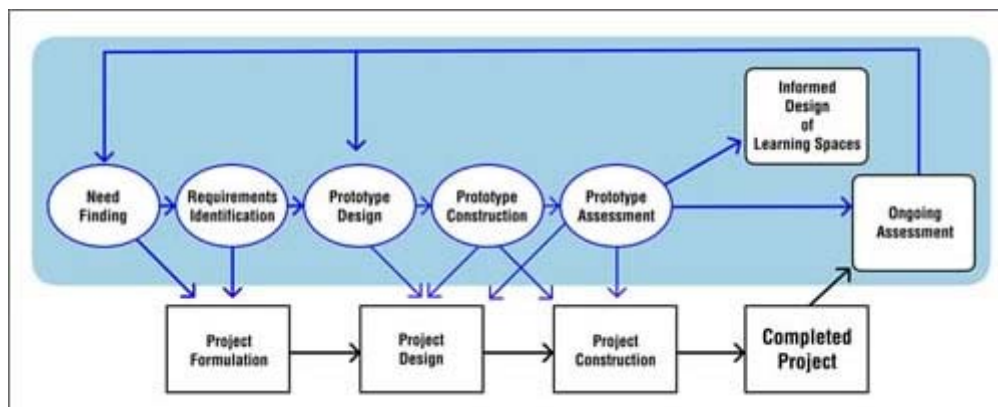 Informed
Design
of
Learning Spaces
Need
Finding
Requirements
Identification
Prototype
Design
Prototype
Construction
Prototype
Assessment
Ongoing
Assessment
Project
Formulation
Project
Design
Project
Construction
Completed
Project